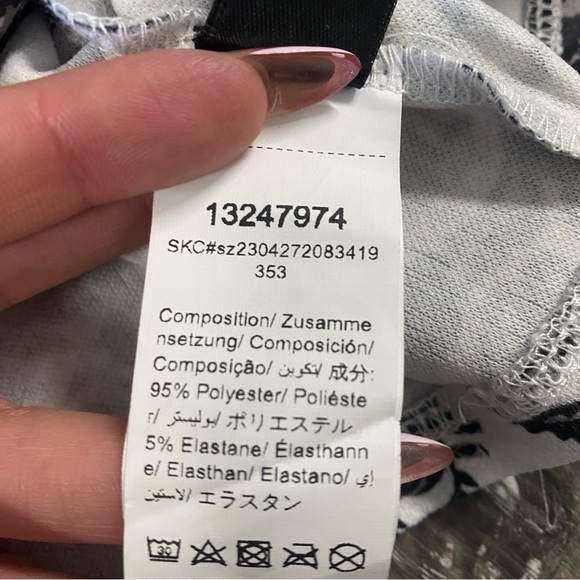 13247974
SKC#sz2304272083419
353
Composition/ Zusamme
nsetzung/ Composición/
Composição/ تكوين/ 成分:
95% Polyester/ Poliéste
r/ بوليستر/ ポリエステル
5% Elastane/ Élasthann
e/ Elasthan/ Elastano/ إي
لاستين/ エラスタン
30